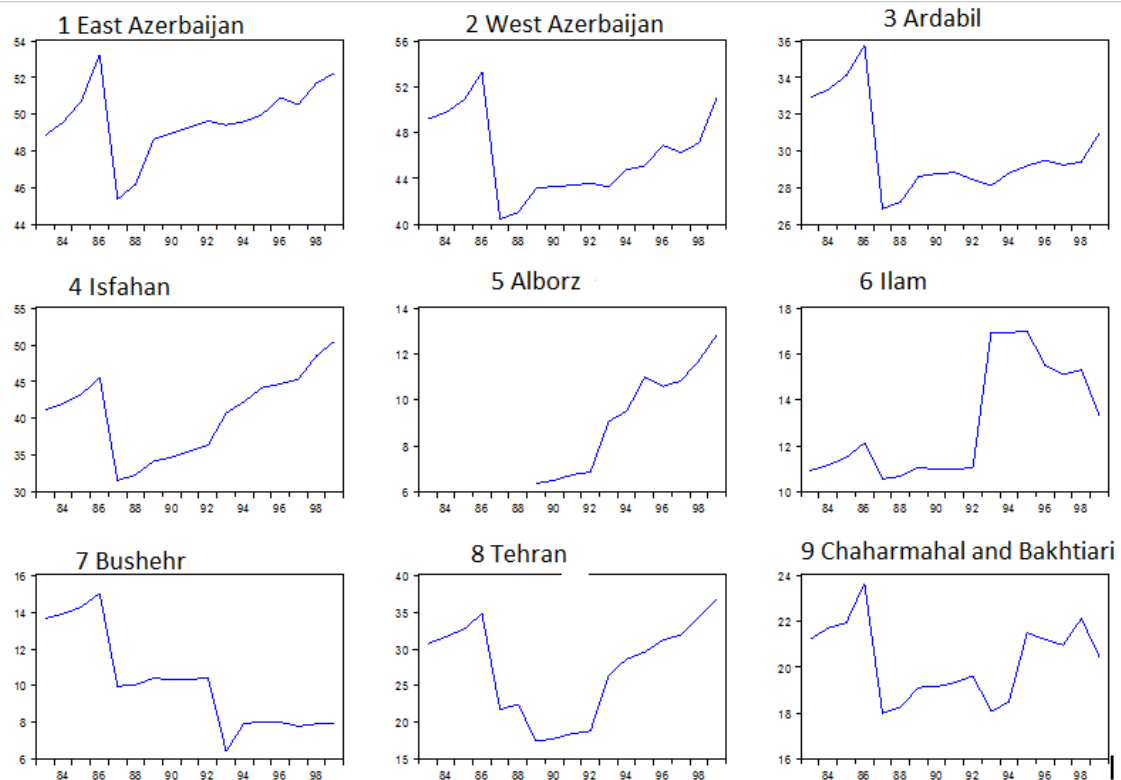 1 East Azerbaijan
54
52
50
48
46
44
84 86 88 90 92 94 96 98
2 West Azerbaijan
56
52
48
44
40
84 86 88 90 92 94 96 98
3 Ardabil
36
34
32
30
28
26
84 86 88 90 92 94 96 98
4 Isfahan
55
50
45
40
35
30
84 86 88 90 92 94 96 98
5 Alborz
14
12
10
8
6
84 86 88 90 92 94 96 98
6 Ilam
18
16
14
12
10
84 86 88 90 92 94 96 98
7 Bushehr
16
14
12
10
8
6
84 86 88 90 92 94 96 98
8 Tehran
40
35
30
25
20
15
84 86 88 90 92 94 96 98
9 Chaharmahal and Bakhtiari
24
22
20
18
16
84 86 88 90 92 94 96 98